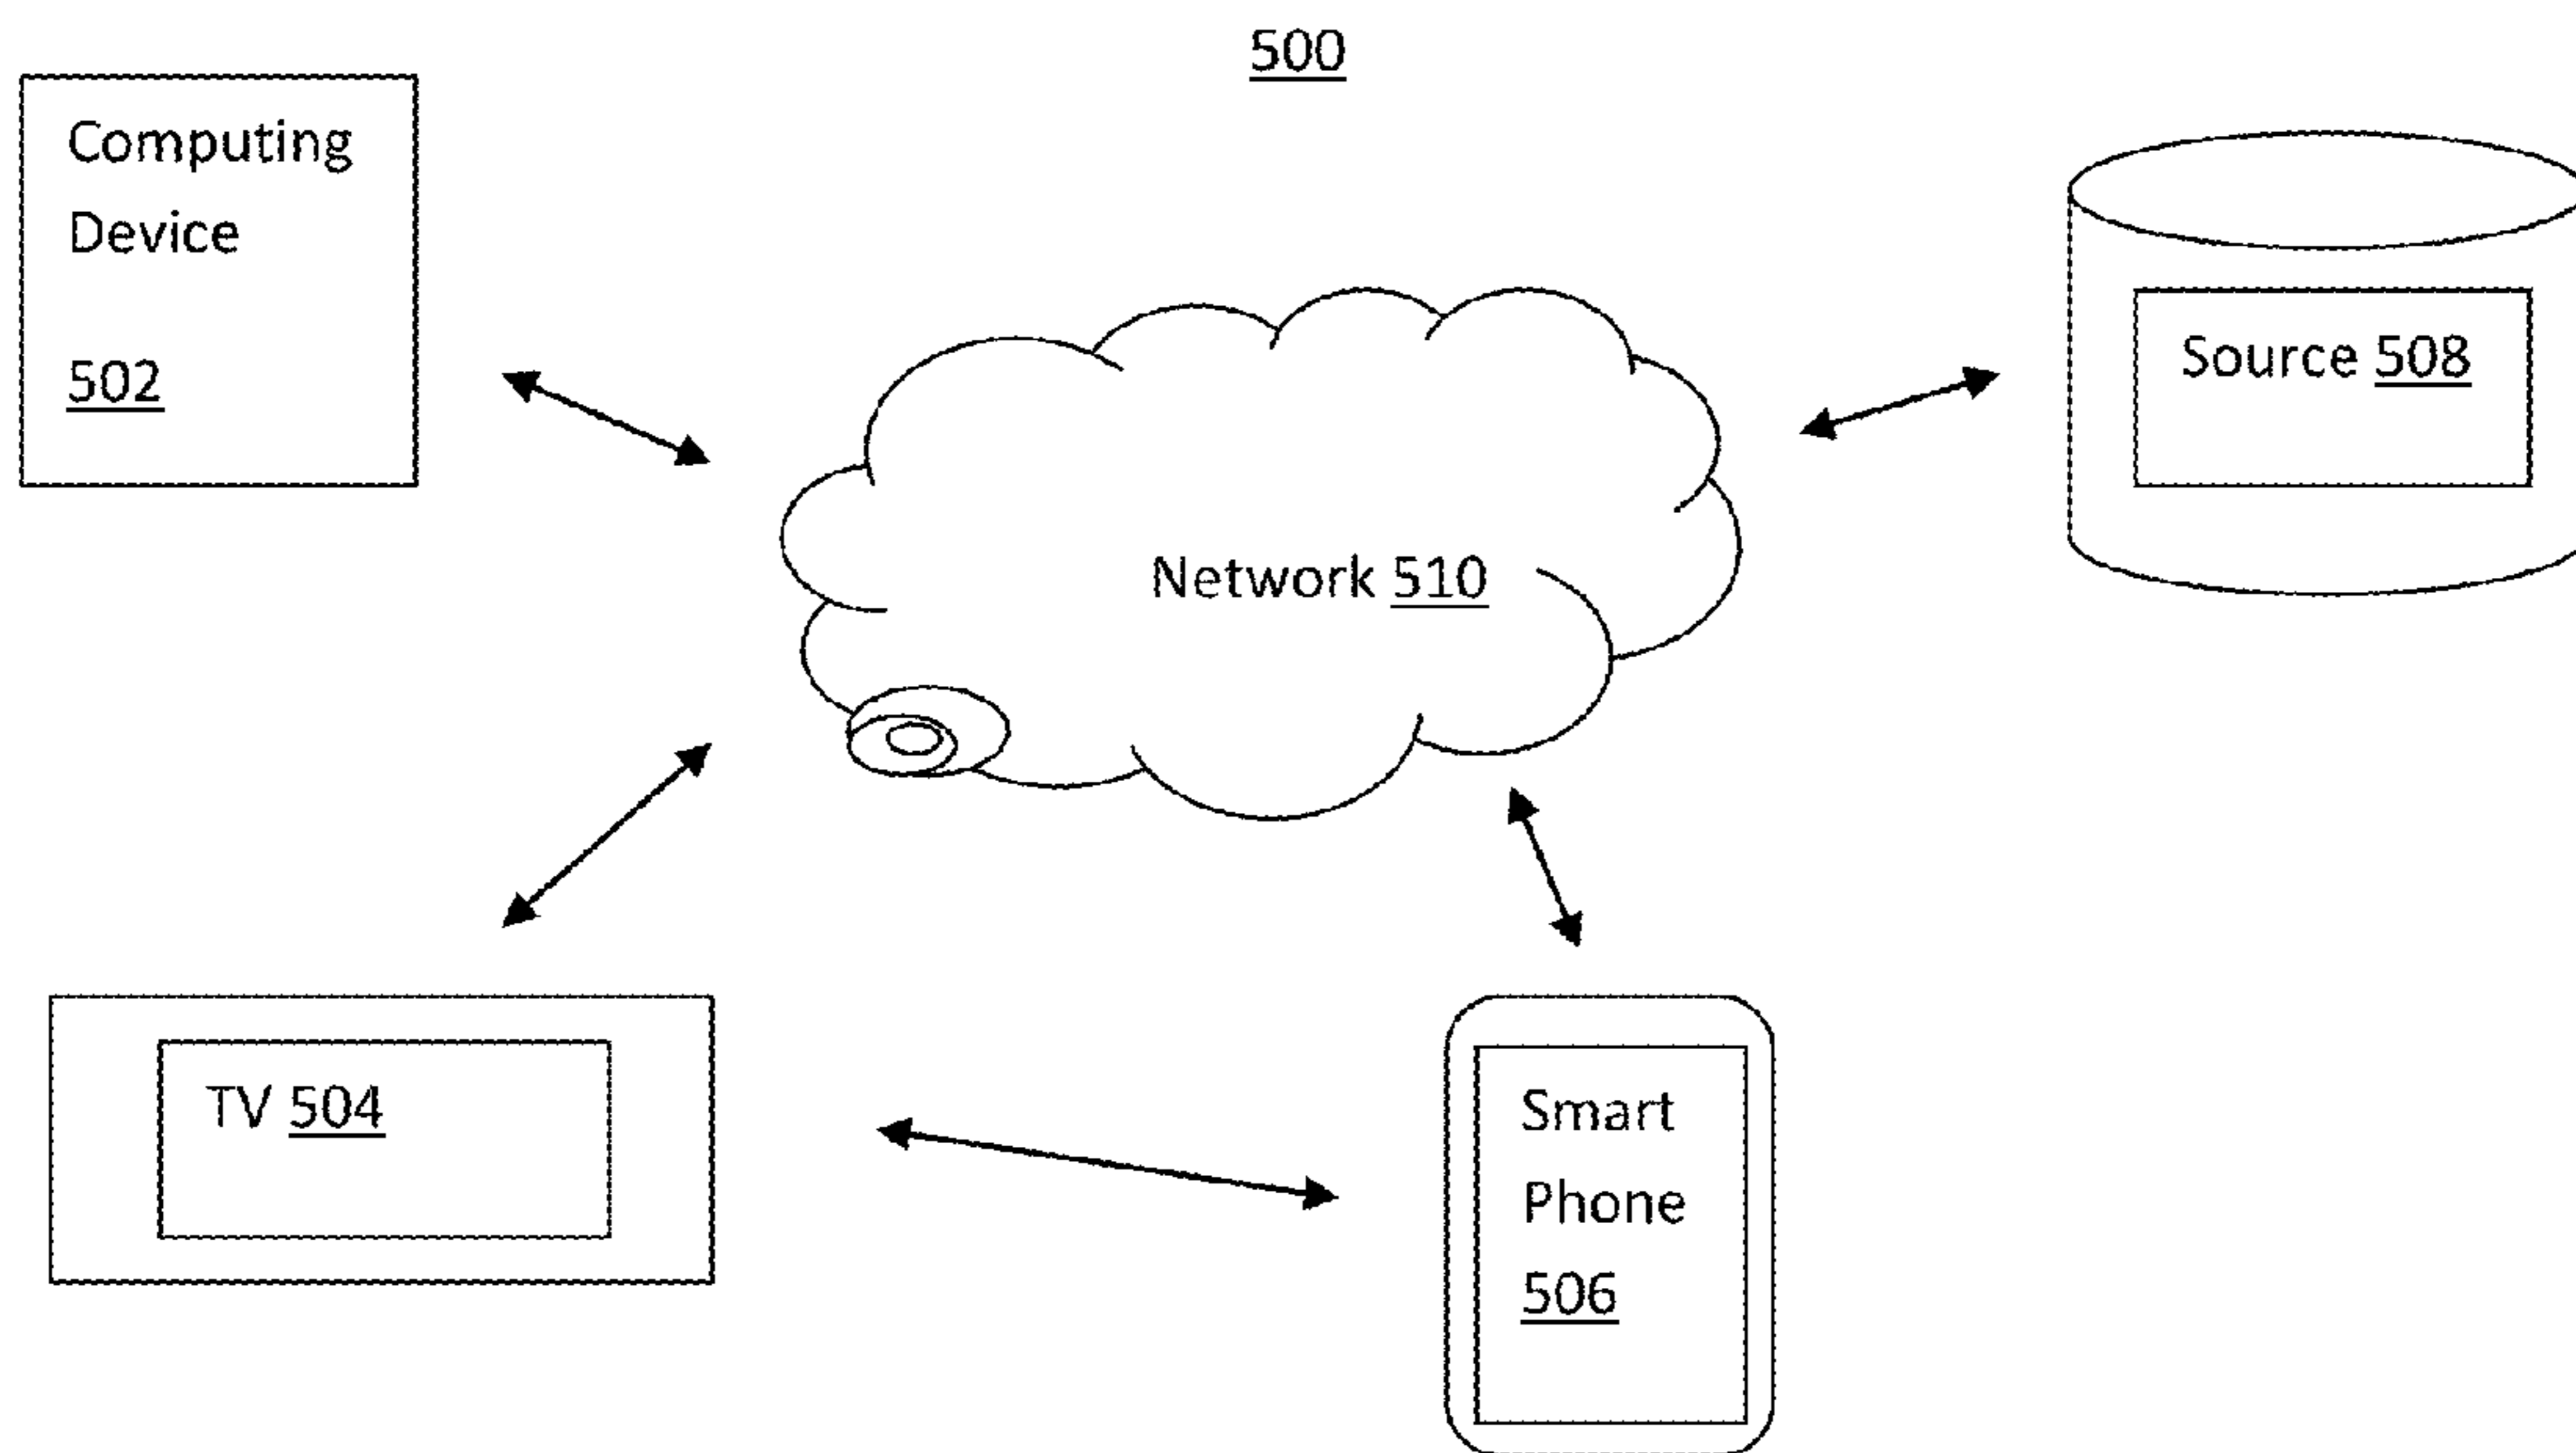 500
Computing
Device
502
Source 508
Network 510
TV 504
Smart
Phone
506